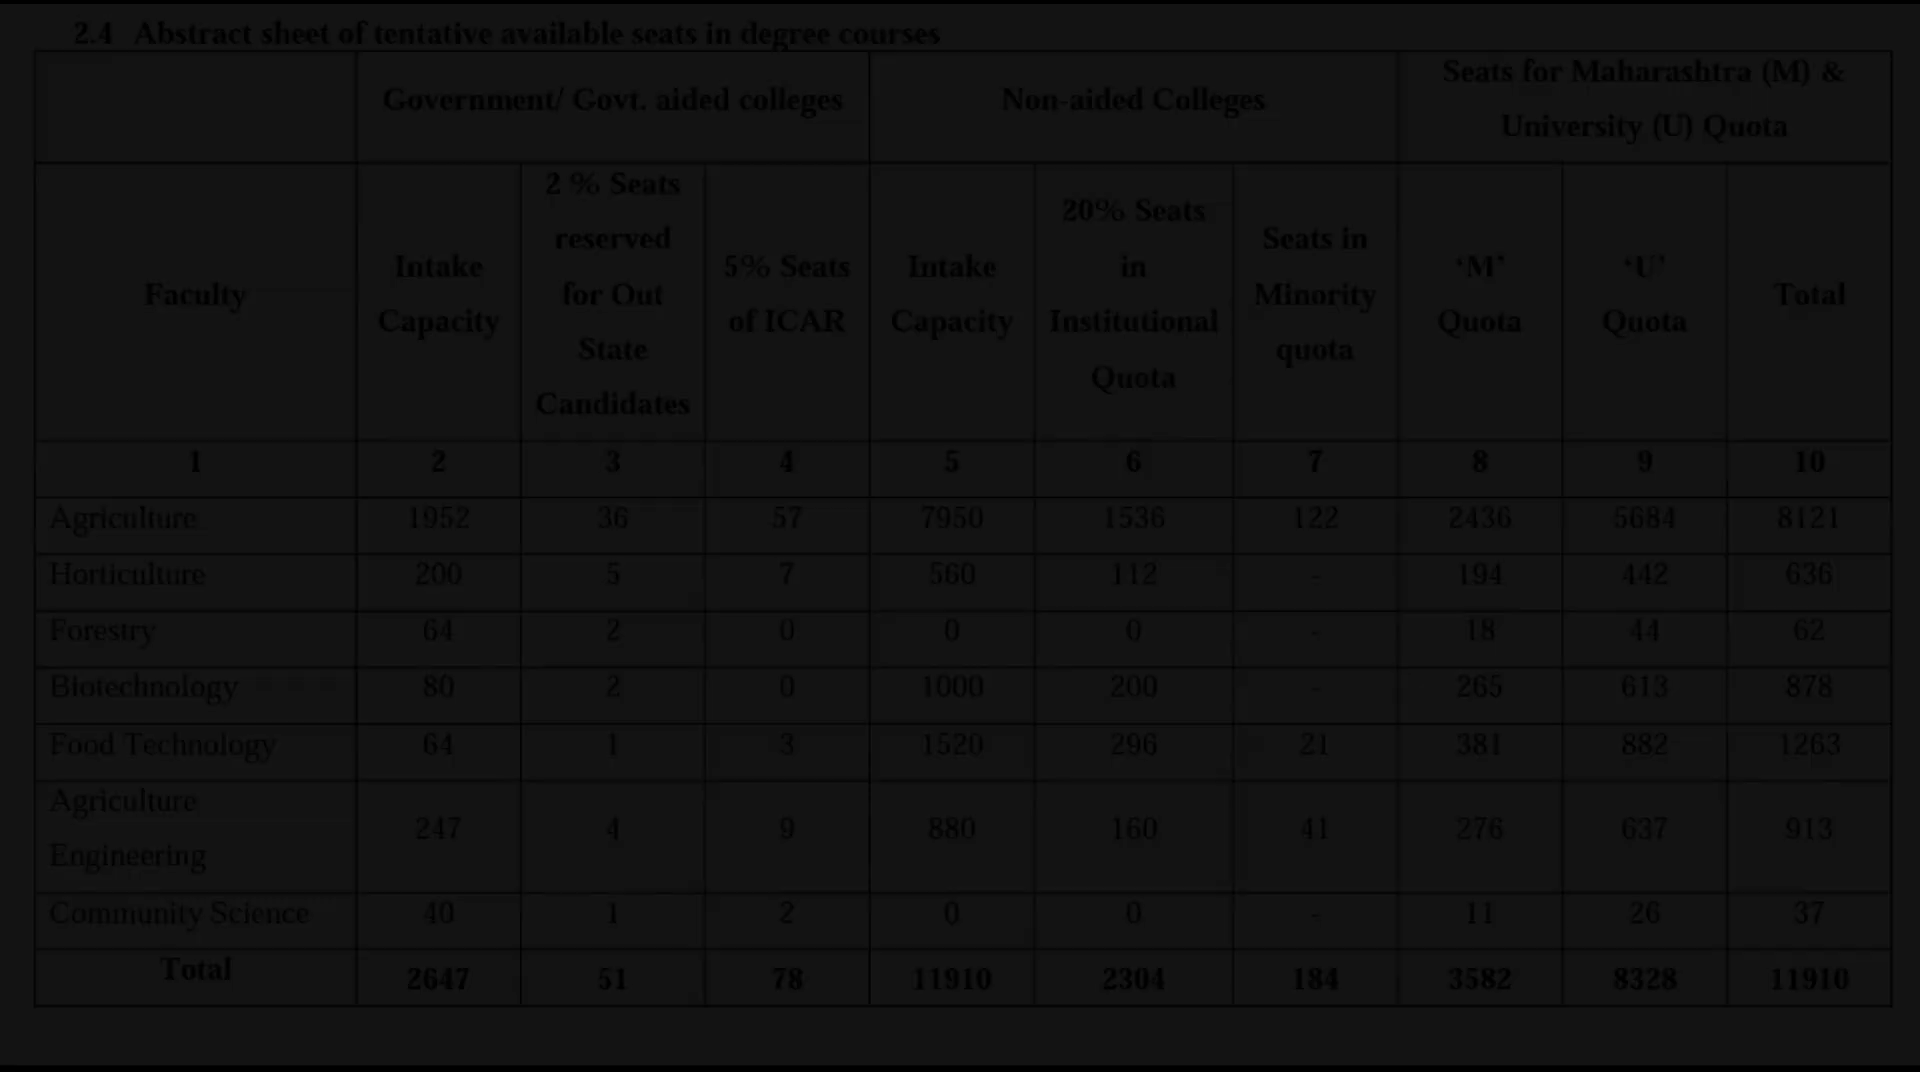 2.4 Abstract sheet of tentative available seats in degree courses
Government/ Govt. aided colleges
Non-aided Colleges
Seats for Maharashtra (M) &
University (U) Quota
Faculty
Intake
Capacity
2 % Seats
reserved
for Out
State
Candidates
5% Seats
of ICAR
Intake
Capacity
20% Seats
in
Institutional
Quota
Seats in
Minority
quota
‘M’
Quota
‘U’
Quota
Total
1 2 3 4 5 6 7 8 9 10
Agriculture 1952 36 57 7950 1536 122 2436 5684 8121
Horticulture 200 5 7 560 112 - 194 442 636
Forestry 64 2 0 0 0 - 18 44 62
Biotechnology 80 2 0 1000 200 - 265 613 878
Food Technology 64 1 3 1520 296 21 381 882 1263
Agriculture
Engineering
247 4 9 880 160 41 276 637 913
Community Science 40 1 2 0 0 - 11 26 37
Total 2647 51 78 11910 2304 184 3582 8328 11910